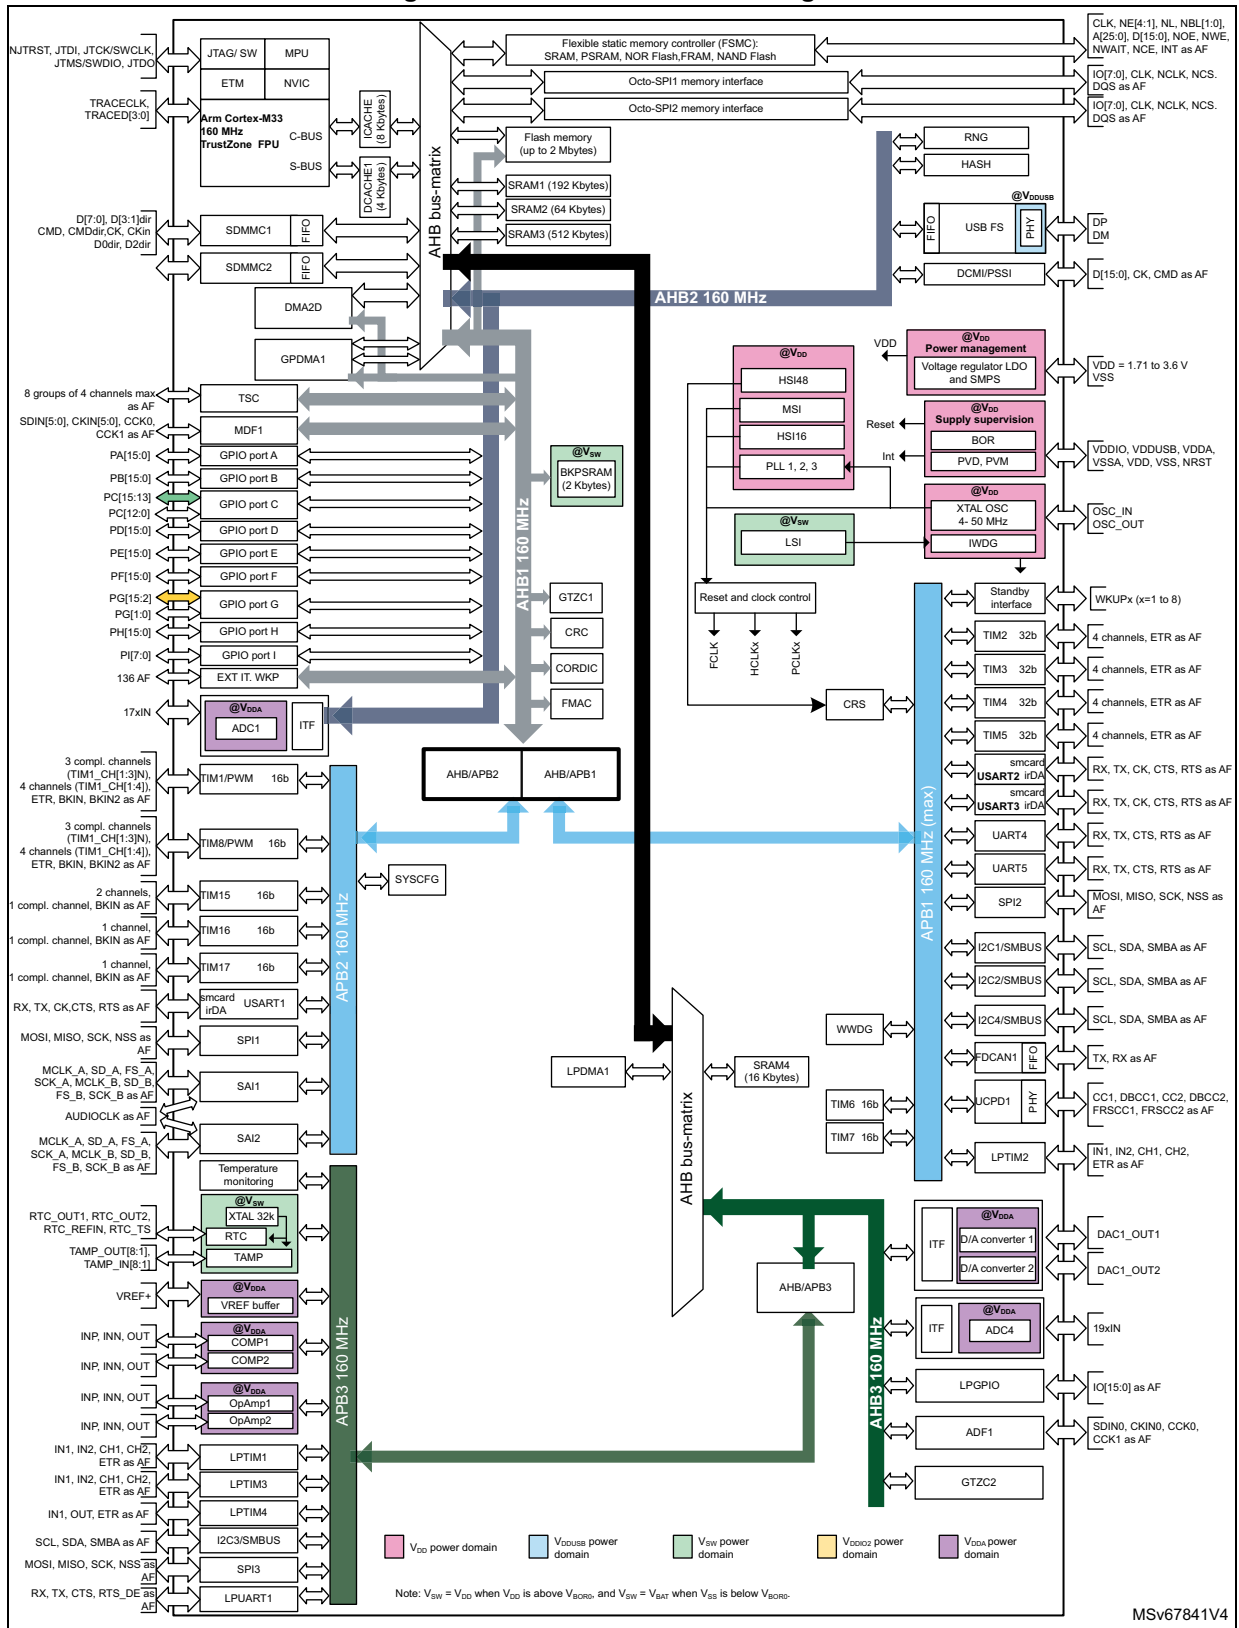 NJTRST, JTDI, JTCK/SWCLK,
JTMS/SWDIO, JTDO
TRACECLK,
TRACED[3:0]
JTAG/ SW
MPU
ETM
NVIC
Arm Cortex-M33
160 MHz
TrustZone FPU
C-BUS
S-BUS
ICACHE
(8 Kbytes)
DCACHE1
(4 Kbytes)
AHB bus-matrix
Flexible static memory controller (FSMC):
SRAM, PSRAM, NOR Flash,FRAM, NAND Flash
CLK, NE[4:1], NL, NBL[1:0],
A[25:0], D[15:0], NOE, NWE,
NWAIT, NCE, INT as AF
Octo-SPI1 memory interface
IO[7:0], CLK, NCLK, NCS.
DQS as AF
Octo-SPI2 memory interface
IO[7:0], CLK, NCLK, NCS.
DQS as AF
Flash memory
(up to 2 Mbytes)
SRAM1 (192 Kbytes)
SRAM2 (64 Kbytes)
SRAM3 (512 Kbytes)
RNG
HASH
@VDDUSB
FIFO
USB FS
PHY
DP
DM
DCMI/PSSI
D[15:0], CK, CMD as AF
AHB2 160 MHz
D[7:0], D[3:1]dir
CMD, CMDdir,CK, CKin
D0dir, D2dir
SDMMC1
FIFO
SDMMC2
FIFO
DMA2D
GPDMA1
8 groups of 4 channels max
as AF
TSC
SDIN[5:0], CKIN[5:0], CCK0,
CCK1 as AF
MDF1
PA[15:0]
GPIO port A
PB[15:0]
GPIO port B
PC[15:13]
PC[12:0]
GPIO port C
PD[15:0]
GPIO port D
PE[15:0]
GPIO port E
PF[15:0]
GPIO port F
PG[15:2]
PG[1:0]
GPIO port G
PH[15:0]
GPIO port H
PI[7:0]
GPIO port I
136 AF
EXT IT. WKP
17xIN
@VDDA
ADC1
ITF
AHB1 160 MHz
@VSW
BKPSRAM
(2 Kbytes)
GTZC1
CRC
CORDIC
FMAC
AHB/APB2
AHB/APB1
@VDD
HSI48
MSI
HSI16
PLL 1, 2, 3
@VSW
LSI
VDD
@VDD
Power management
Voltage regulator LDO
and SMPS
VDD = 1.71 to 3.6 V
VSS
Reset
Int
@VDD
Supply supervision
BOR
PVD, PVM
VDDIO, VDDUSB, VDDA,
VSSA, VDD, VSS, NRST
@VDD
XTAL OSC
4- 50 MHz
IWDG
OSC_IN
OSC_OUT
Reset and clock control
FCLK
HCLKx
PCLKx
CRS
Standby
interface
WKUPx (x=1 to 8)
TIM2 32b
4 channels, ETR as AF
TIM3 32b
4 channels, ETR as AF
TIM4 32b
4 channels, ETR as AF
TIM5 32b
4 channels, ETR as AF
smcard
USART2 irDA
RX, TX, CK, CTS, RTS as AF
smcard
USART3 irDA
RX, TX, CK, CTS, RTS as AF
UART4
RX, TX, CTS, RTS as AF
UART5
RX, TX, CTS, RTS as AF
SPI2
MOSI, MISO, SCK, NSS as
AF
I2C1/SMBUS
SCL, SDA, SMBA as AF
I2C2/SMBUS
SCL, SDA, SMBA as AF
I2C4/SMBUS
SCL, SDA, SMBA as AF
FDCAN1
FIFO
TX, RX as AF
UCPD1
PHY
CC1, DBCC1, CC2, DBCC2,
FRSCC1, FRSCC2 as AF
LPTIM2
IN1, IN2, CH1, CH2,
ETR as AF
APB1 160 MHz (max)
WWDG
TIM6 16b
TIM7 16b
3 compl. channels
(TIM1_CH[1:3]N),
4 channels (TIM1_CH[1:4]),
ETR, BKIN, BKIN2 as AF
TIM1/PWM 16b
3 compl. channels
(TIM1_CH[1:3]N),
4 channels (TIM1_CH[1:4]),
ETR, BKIN, BKIN2 as AF
TIM8/PWM 16b
2 channels,
1 compl. channel, BKIN as AF
TIM15 16b
1 channel,
1 compl. channel, BKIN as AF
TIM16 16b
1 channel,
1 compl. channel, BKIN as AF
TIM17 16b
RX, TX, CK,CTS, RTS as AF
smcard
irDA
USART1
MOSI, MISO, SCK, NSS as
AF
SPI1
MCLK_A, SD_A, FS_A,
SCK_A, MCLK_B, SD_B,
FS_B, SCK_B as AF
SAI1
AUDIOCLK as AF
MCLK_A, SD_A, FS_A,
SCK_A, MCLK_B, SD_B,
FS_B, SCK_B as AF
SAI2
APB2 160 MHz
SYSCFG
LPDMA1
AHB bus-matrix
SRAM4
(16 Kbytes)
Temperature
monitoring
@VSW
XTAL 32k
RTC
TAMP
RTC_OUT1, RTC_OUT2,
RTC_REFIN, RTC_TS
TAMP_OUT[8:1],
TAMP_IN[8:1]
VREF+
@VDDA
VREF buffer
INP, INN, OUT
INP, INN, OUT
@VDDA
COMP1
COMP2
INP, INN, OUT
INP, INN, OUT
@VDDA
OpAmp1
OpAmp2
IN1, IN2, CH1, CH2,
ETR as AF
LPTIM1
IN1, IN2, CH1, CH2,
ETR as AF
LPTIM3
IN1, OUT, ETR as AF
LPTIM4
SCL, SDA, SMBA as AF
I2C3/SMBUS
MOSI, MISO, SCK, NSS as
AF
SPI3
RX, TX, CTS, RTS_DE as
AF
LPUART1
APB3 160 MHz
AHB/APB3
AHB3 160 MHz
ITF
@VDDA
D/A converter 1
D/A converter 2
DAC1_OUT1
DAC1_OUT2
ITF
@VDDA
ADC4
19xIN
LPGPIO
IO[15:0] as AF
ADF1
SDIN0, CKIN0, CCK0,
CCK1 as AF
GTZC2
VDD power domain
VDDUSB power
domain
VSW power
domain
VDDIO2 power
domain
VDDA power
domain
Note: VSW = VDD when VDD is above VBOR0, and VSW = VBAT when VSS is below VBOR0.
MSv67841V4